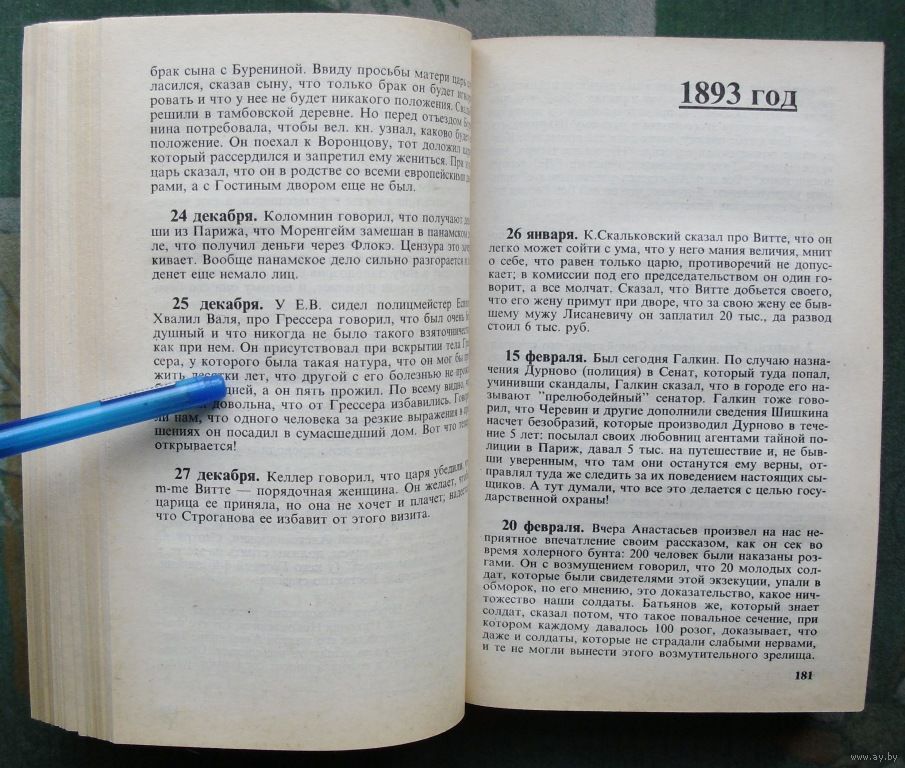 брак сына с Бурениной. Ввиду просьбы матери царь
ласился, сказав сыну, что только брак он будет
ровать и что у нее не будет никакого положения.
решили в тамбовской деревне. Но перед отъездом
нина потребовала, чтобы вел. кн. узнал, каково
положение. Он поехал к Воронцову, тот доложил
который рассердился и запретил ему жениться. При
царь сказал, что он в родстве со всеми европейскими
рами, а с Гостиным двором еще не был.
24 декабря. Коломнин говорил, что получают
ши из Парижа, что Моренгейм замешан в панамском
ле, что получил деньги через Флокэ. Цензура это
кивает. Вообще панамское дело сильно разгорается
денет еще немало лиц.
25 декабря. У Е.В. сидел полицмейстер
Хвалил Валя, про Грессера говорил, что был очень
душный и что никогда не было такого взяточничес
как при нем. Он присутствовал при вскрытии тела
сера, у которого была такая натура, что он мог бы
жить десятки лет, что другой с его болезнью не
дней, а он пять прожил. По всему видно,
довольна, что от Грессера избавились.
нам, что одного человека за резкие выражения в
шениях он посадил в сумасшедший дом. Вот что
открывается!
27 декабря. Келлер говорил, что царя убедили,
m-me Витте — порядочная женщина. Он желает,
царица ее приняла, но она не хочет и плачет;
что Строганова ее избавит от этого визита.
1893 год
26 января. К.Скальковский сказал про Витте, что он
легко может сойти с ума, что у него мания величия, мнит
о себе, что равен только царю, противоречий не допус-
кает; в комиссии под его председательством он один го-
ворит, а все молчат. Сказал, что Витте добьется своего,
что его жену примут при дворе, что за свою жену ее быв-
шему мужу Лисаневичу он заплатил 20 тыс., да развод
стоил 6 тыс. руб.
15 февраля. Был сегодня Галкин. По случаю назна-
чения Дурново (полиция) в Сенат, который туда попал,
учинивши скандалы, Галкин сказал, что в городе его на-
зывают "прелюбодейный" сенатор. Галкин тоже гово-
рил, что Черевин и другие дополнили сведения Шишкина
насчет безобразий, которые производил Дурново в тече-
ние 5 лет: посылал своих любовниц агентами тайной по-
лиции в Париж, давал 5 тыс. на путешествие и, не быв-
ши уверенным, что там они останутся ему верны, от-
правлял туда же следить за их поведением настоящих сы-
щиков. А тут думали, что все это делается с целью госу-
дарственной охраны!
20 февраля. Вчера Анастасьев произвел на нас не-
приятное впечатление своим рассказом, как он сек во
время холерного бунта: 200 человек были наказаны роз-
гами. Он с возмущением говорил, что 20 молодых сол-
дат, которые были свидетелями этой экзекуции, упали в
обморок, по его мнению, это доказательство, какое нич-
тожество наши солдаты. Батьянов же, который знает
солдат, сказал потом, что такое повальное сечение, при
котором каждому давалось 100 розог, доказывает, что
даже и солдаты, которые не страдали слабыми нервами,
и те не могли вынести этого возмутительного зрелища.
181
www.ay.by